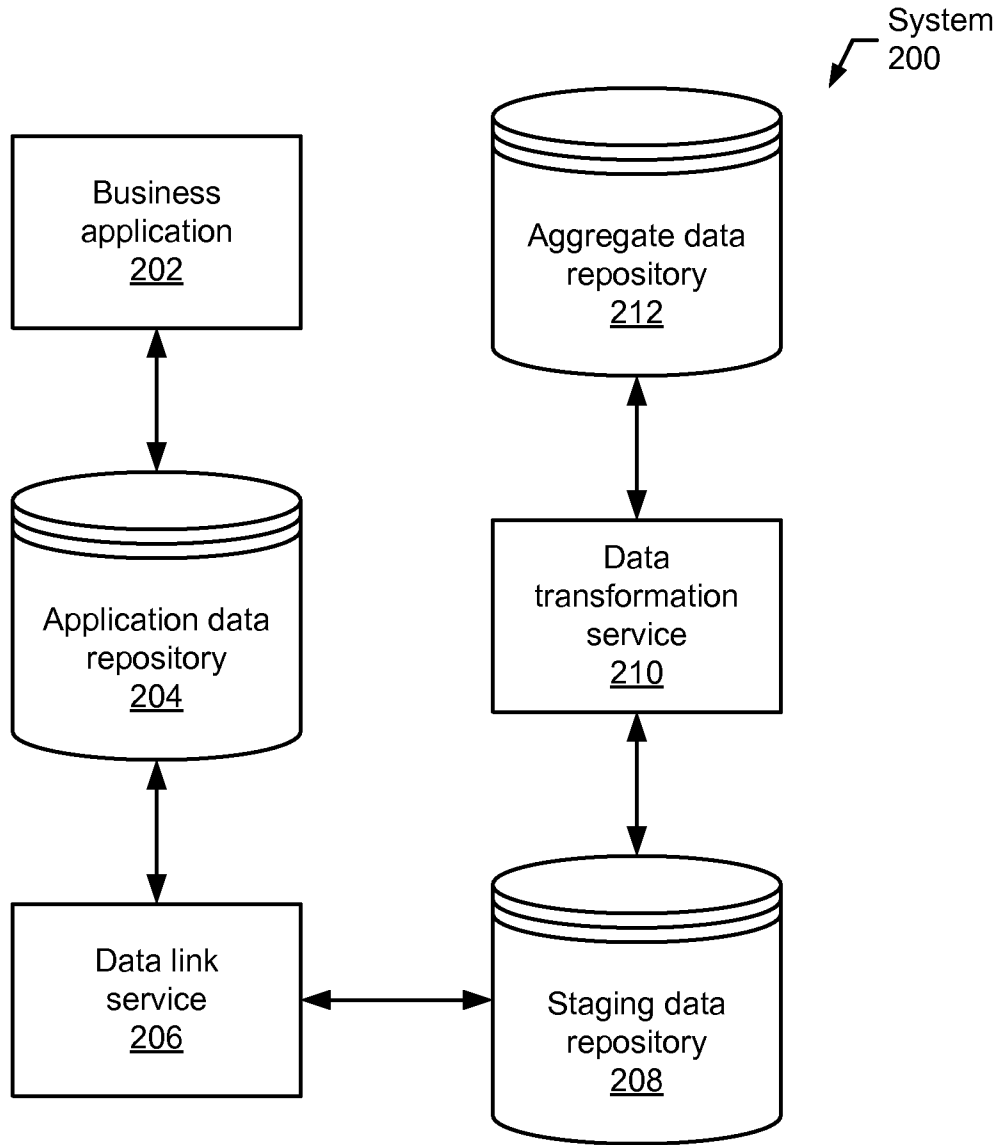 System
200
Business
application
202
Aggregate data
repository
212
Application data
repository
204
Data
transformation
service
210
Data link
service
206
Staging data
repository
208